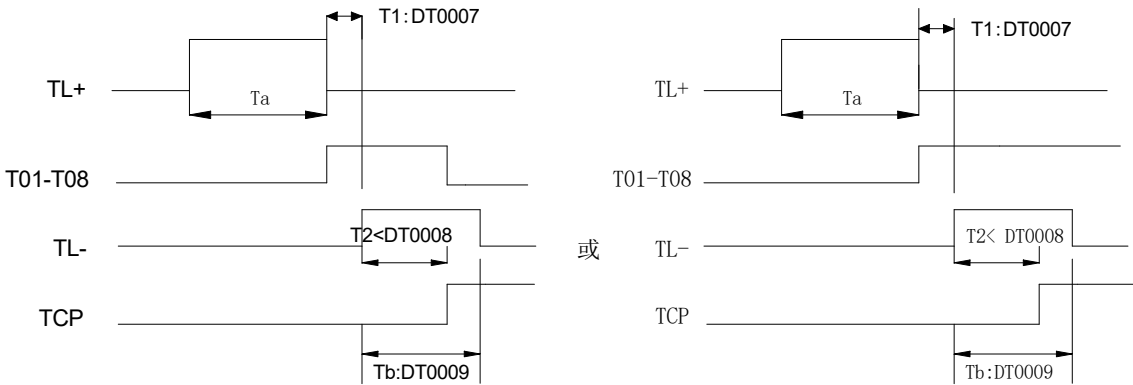 T1:DT0007
TL+
Ta
T01-T08
TL-
T2<DT0008
TCP
Tb:DT0009
或
T1:DT0007
TL+
Ta
T01-T08
TL-
T2< DT0008
TCP
Tb:DT0009